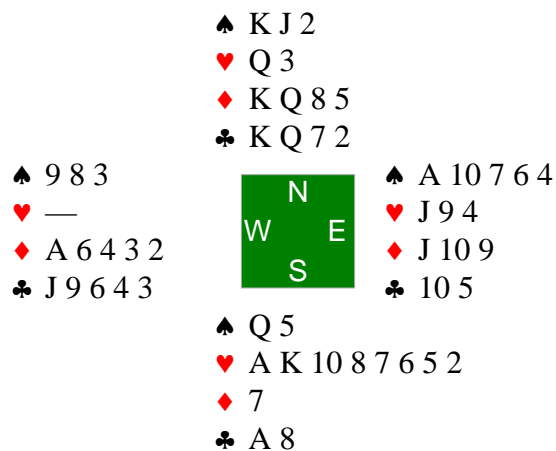 ♠ K J 2
♥ Q 3
♦ K Q 8 5
♣ K Q 7 2
♠ 9 8 3
♥ —
♦ A 6 4 3 2
♣ J 9 6 4 3
N
W E
S
♠ A 10 7 6 4
♥ J 9 4
♦ J 10 9
♣ 10 5
♠ Q 5
♥ A K 10 8 7 6 5 2
♦ 7
♣ A 8